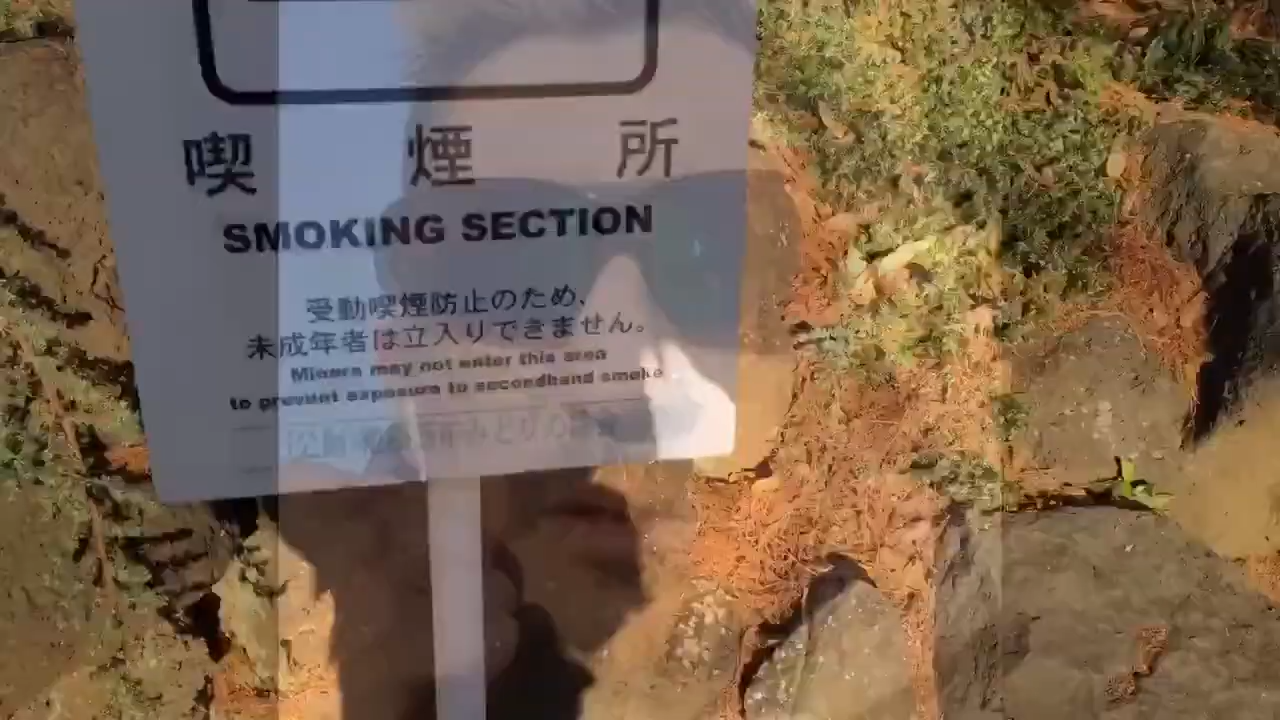 喫煙所
SMOKING SECTION
受動喫煙防止のため、
未成年者は立入りできません。
Minors may not enter this area
to prevent exposure to secondhand smoke